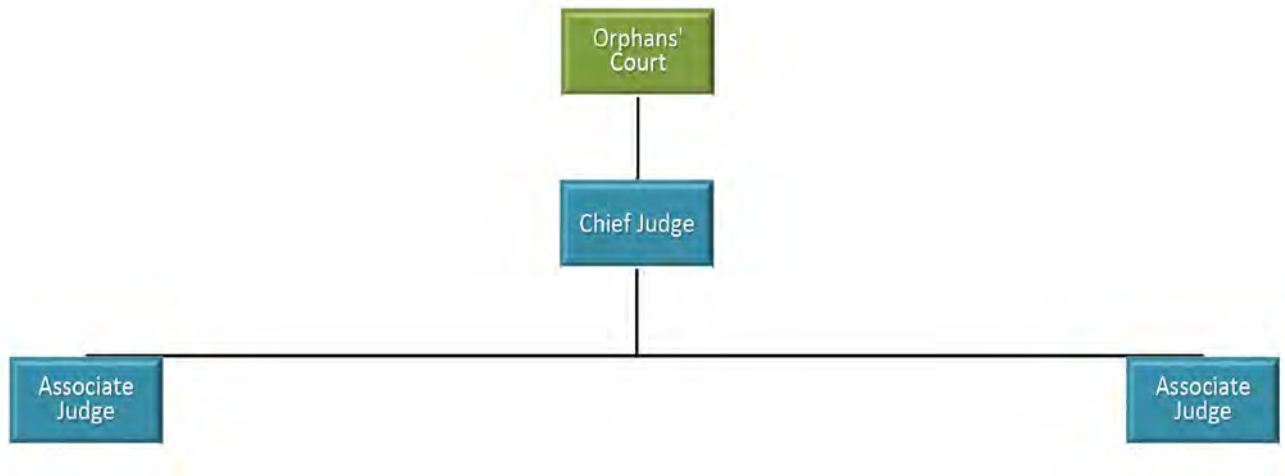 Orphans'
Court
Chief Judge
Associate
Judge
Associate
Judge